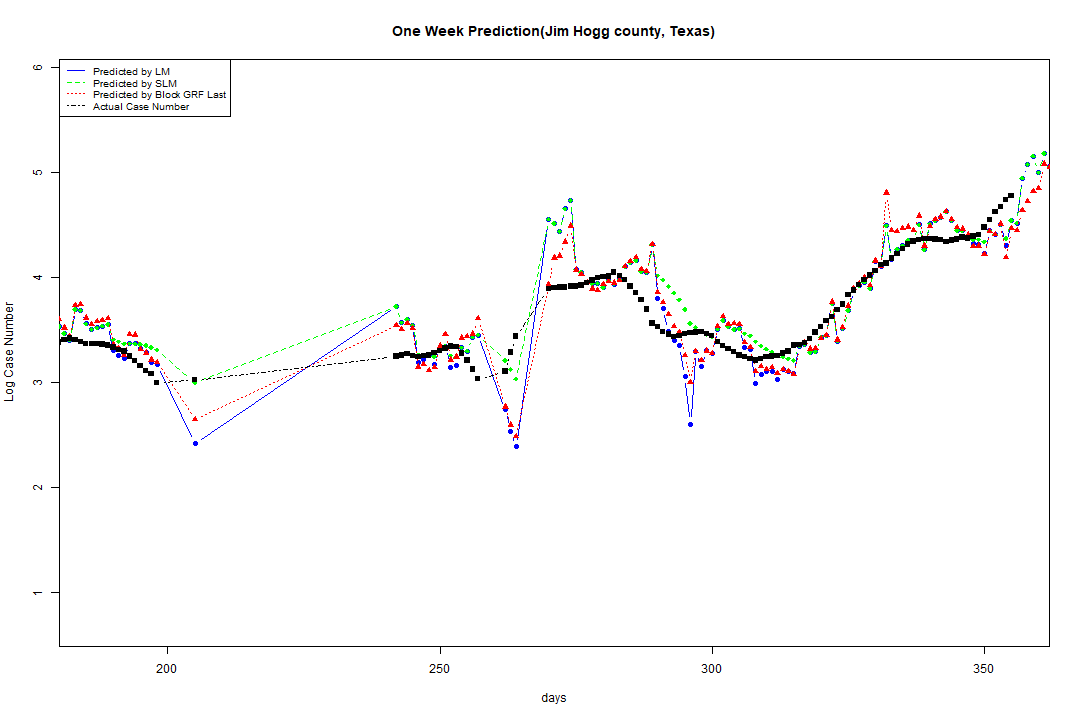 One Week Prediction(Jim Hogg county, Texas)
Predicted by LM
Predicted by SLM
Predicted by Block GRF Last
Actual Case Number
6
5
4
3
2
1
Log Case Number
200 250 300 350
days